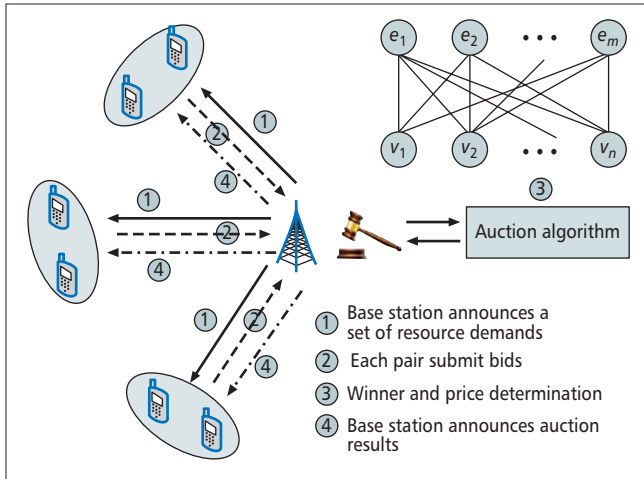 e1 e2 • • • em
v1 v2 • • • vn
1
2
4
1
2
4
1
2
4
3
Auction algorithm
1 Base station announces a
set of resource demands
2 Each pair submit bids
3 Winner and price determination
4 Base station announces auction
results